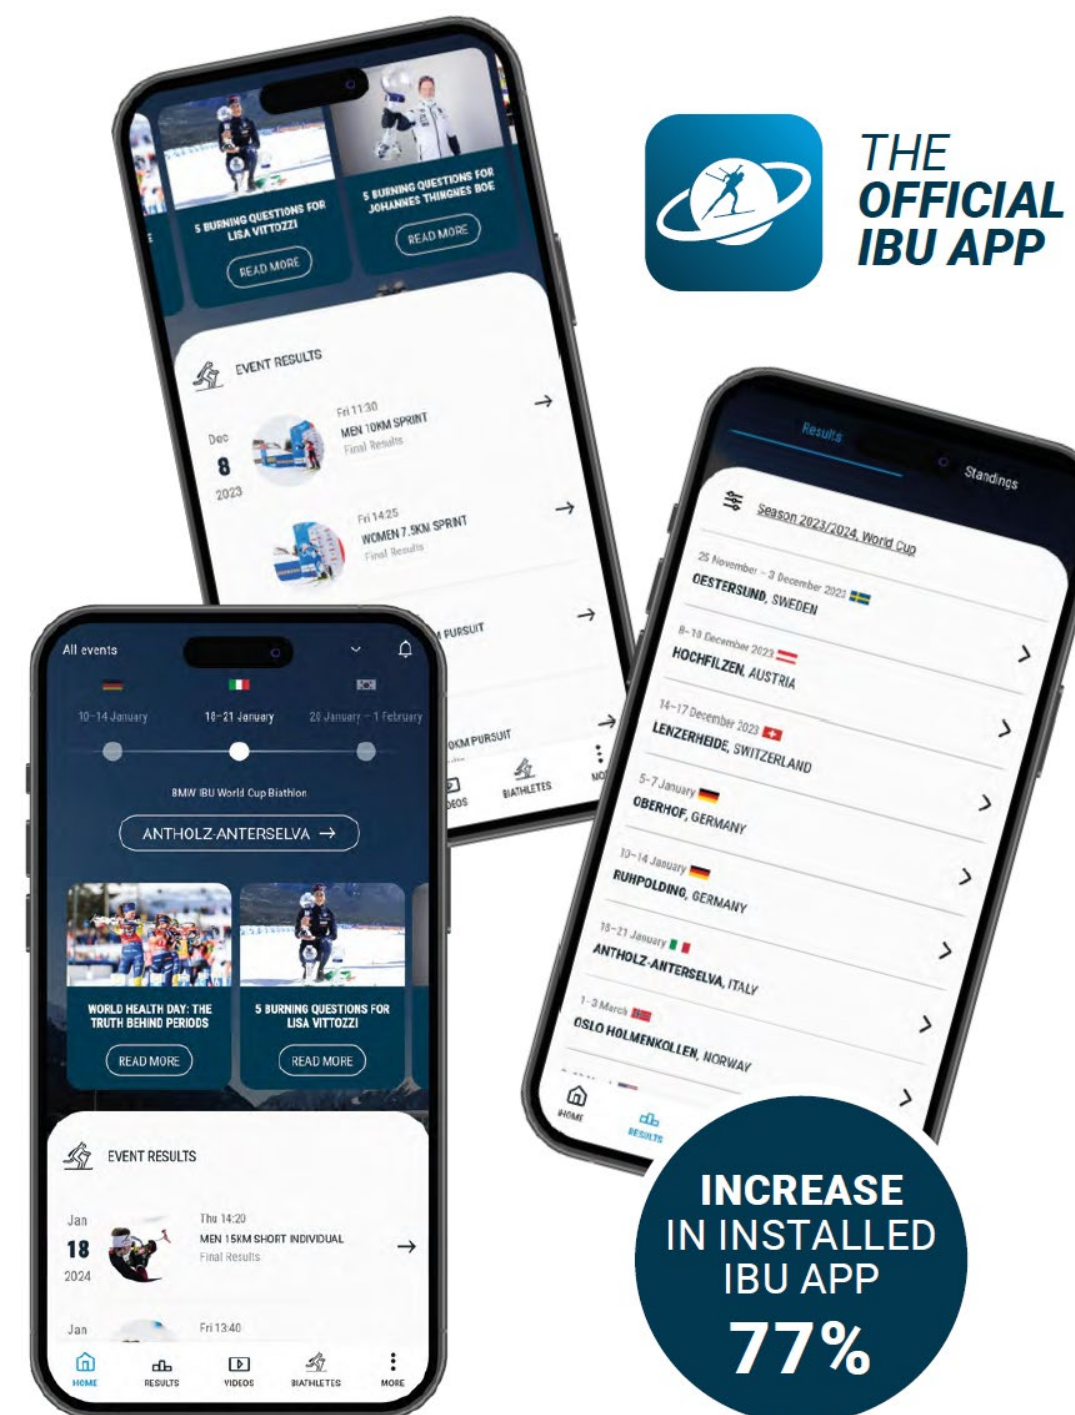 5 BURNING QUESTIONS FOR
LISA VITTOZZI
READ MORE
5 BURNING QUESTIONS FOR
JOHANNES THINGNES BOE
READ MORE
EVENT RESULTS
Dec
8
2023
Fri 11:30
MEN 10KM SPRINT
Final Results
Fri 14:25
WOMEN 7.5KM SPRINT
Final Results
PURSUIT
0KM PURSUIT
DEOS
BIATHLETES
MO
THE
OFFICIAL
IBU APP
Results
Standings
Season 2023/2024, World Cup
25 November – 3 December 2023
OESTERSUND, SWEDEN
8–10 December 2023
HOCHFILZEN, AUSTRIA
14–17 December 2023
LENZERHEIDE, SWITZERLAND
5–7 January
OBERHOF, GERMANY
10–14 January
RUHPOLDING, GERMANY
18–21 January
ANTHOLZ-ANTERSELVA, ITALY
1–3 March
OSLO HOLMENKOLLEN, NORWAY
HOME
RESULTS
All events
10–14 January
18–21 January
28 January – 1 February
BMW IBU World Cup Biathlon
ANTHOLZ-ANTERSELVA →
WORLD HEALTH DAY: THE
TRUTH BEHIND PERIODS
READ MORE
5 BURNING QUESTIONS FOR
LISA VITTOZZI
READ MORE
EVENT RESULTS
Jan
18
2024
Thu 14:20
MEN 15KM SHORT INDIVIDUAL
Final Results
Jan
Fri 13:40
HOME
RESULTS
VIDEOS
BIATHLETES
MORE
INCREASE
IN INSTALLED
IBU APP
77%